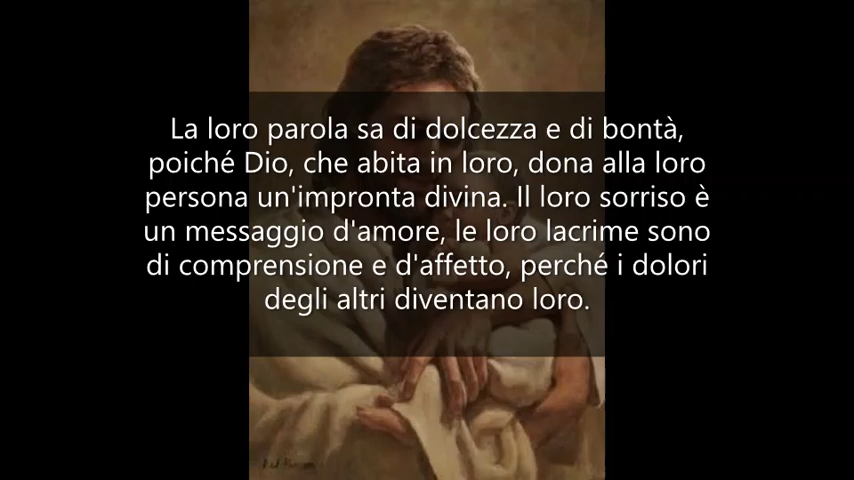 La loro parola sa di dolcezza e di bontà,
poiché Dio, che abita in loro, dona alla loro
persona un'impronta divina. Il loro sorriso è
un messaggio d'amore, le loro lacrime sono
di comprensione e d'affetto, perché i dolori
degli altri diventano loro.